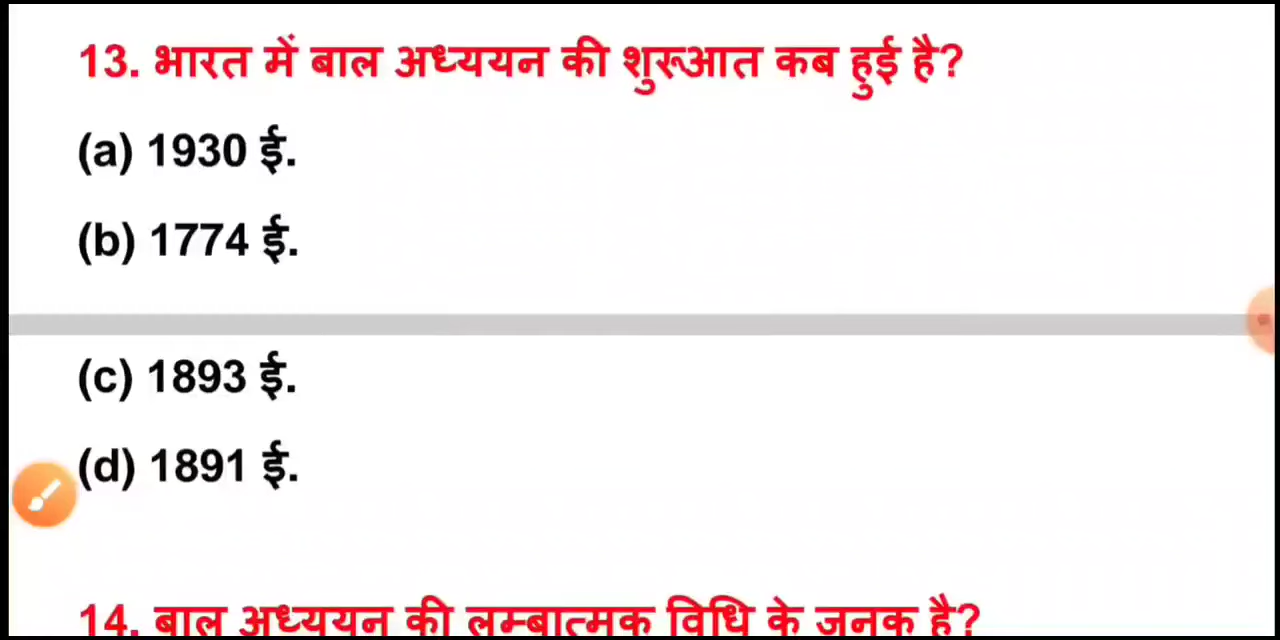 13. भारत में बाल अध्ययन की शुरुआत कब हुई है?
(a) 1930 ई.
(b) 1774 ई.
(c) 1893 ई.
(d) 1891 ई.
14. बाल अध्ययन की लम्बात्मक विधि के जनक है?